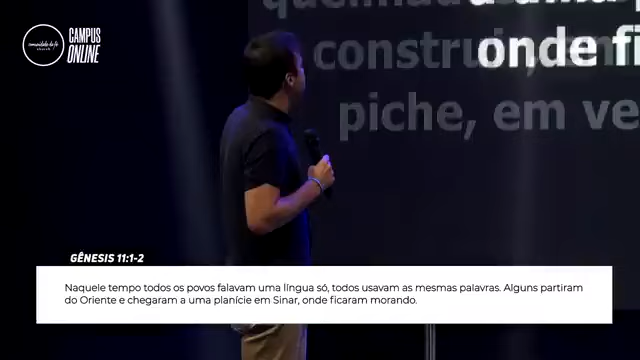 comunidade da fé
CAMPUS
ONLINE
construí
onde fi
piche, em ve
GÊNESIS 11:1-2
Naquele tempo todos os povos falavam uma língua só, todos usavam as mesmas palavras. Alguns partiram
do Oriente e chegaram a uma planície em Sinar, onde ficaram morando.